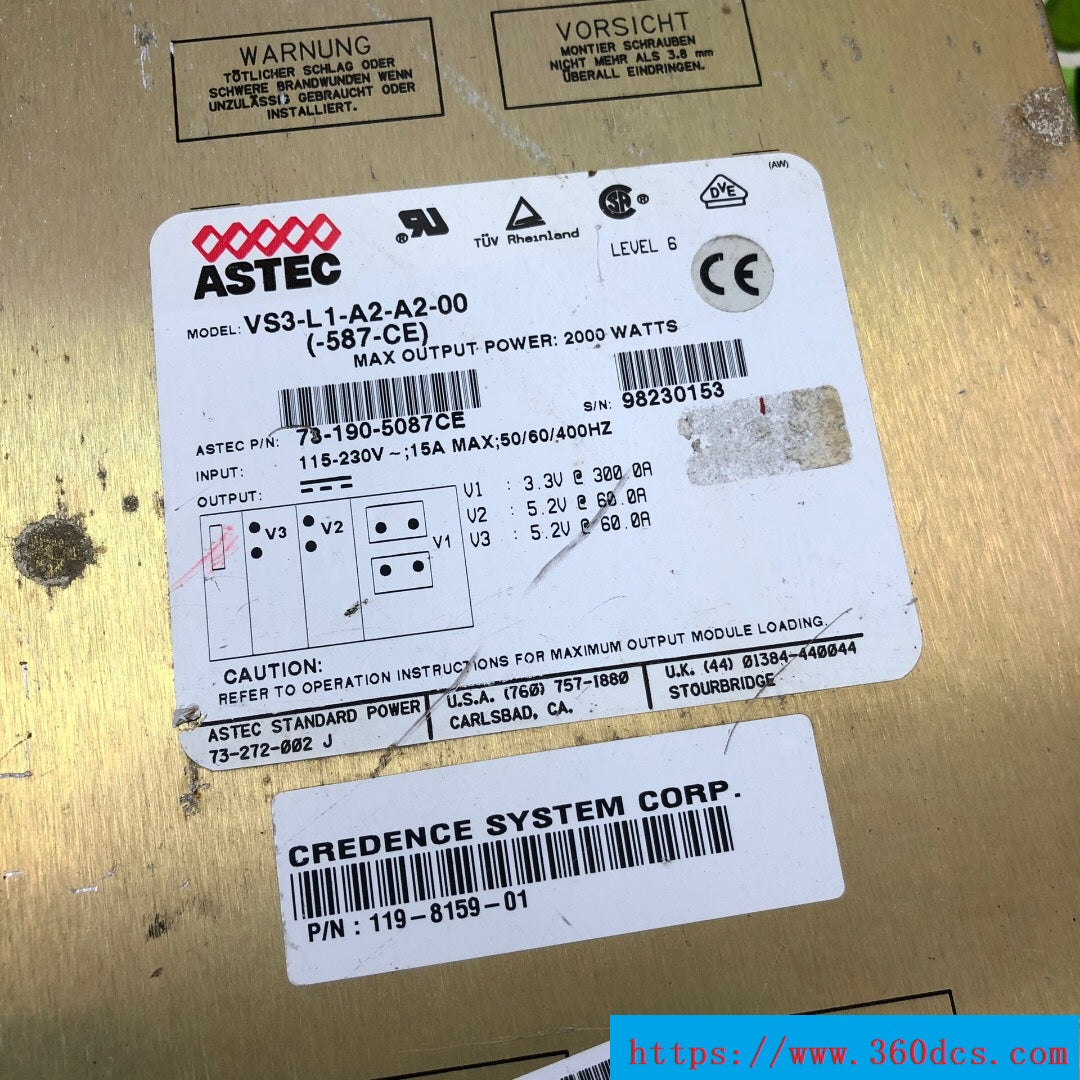 WARNUNG
TÖTLICHER SCHLAG ODER
SCHWERE BRANDWUNDEN WENN
UNZULÄSSIG GEBRAUCHT ODER
INSTALLIERT.
VORSICHT
MONTIER SCHRAUBEN
NICHT MEHR ALS 3.8 mm
ÜBERALL EINDRINGEN.
(AW)
ASTEC
RU ®
TÜV Rheinland
SA ®
DVE
LEVEL 6
CE
MODEL: VS3-L1-A2-A2-00
(-587-CE)
MAX OUTPUT POWER: 2000 WATTS
ASTEC P/N: 73-190-5087CE
S/N: 98230153
INPUT: 115-230V ~;15A MAX;50/60/400HZ
OUTPUT:
V3
V2
V1
V1 : 3.3V @ 300.0A
V2 : 5.2V @ 60.0A
V3 : 5.2V @ 60.0A
CAUTION:
REFER TO OPERATION INSTRUCTIONS FOR MAXIMUM OUTPUT MODULE LOADING.
ASTEC STANDARD POWER
73-272-002 J
U.S.A. (760) 757-1880
CARLSBAD, CA.
U.K. (44) 01384-440044
STOURBRIDGE
CREDENCE SYSTEM CORP.
P/N : 119-8159-01
https://www.360dcs.com